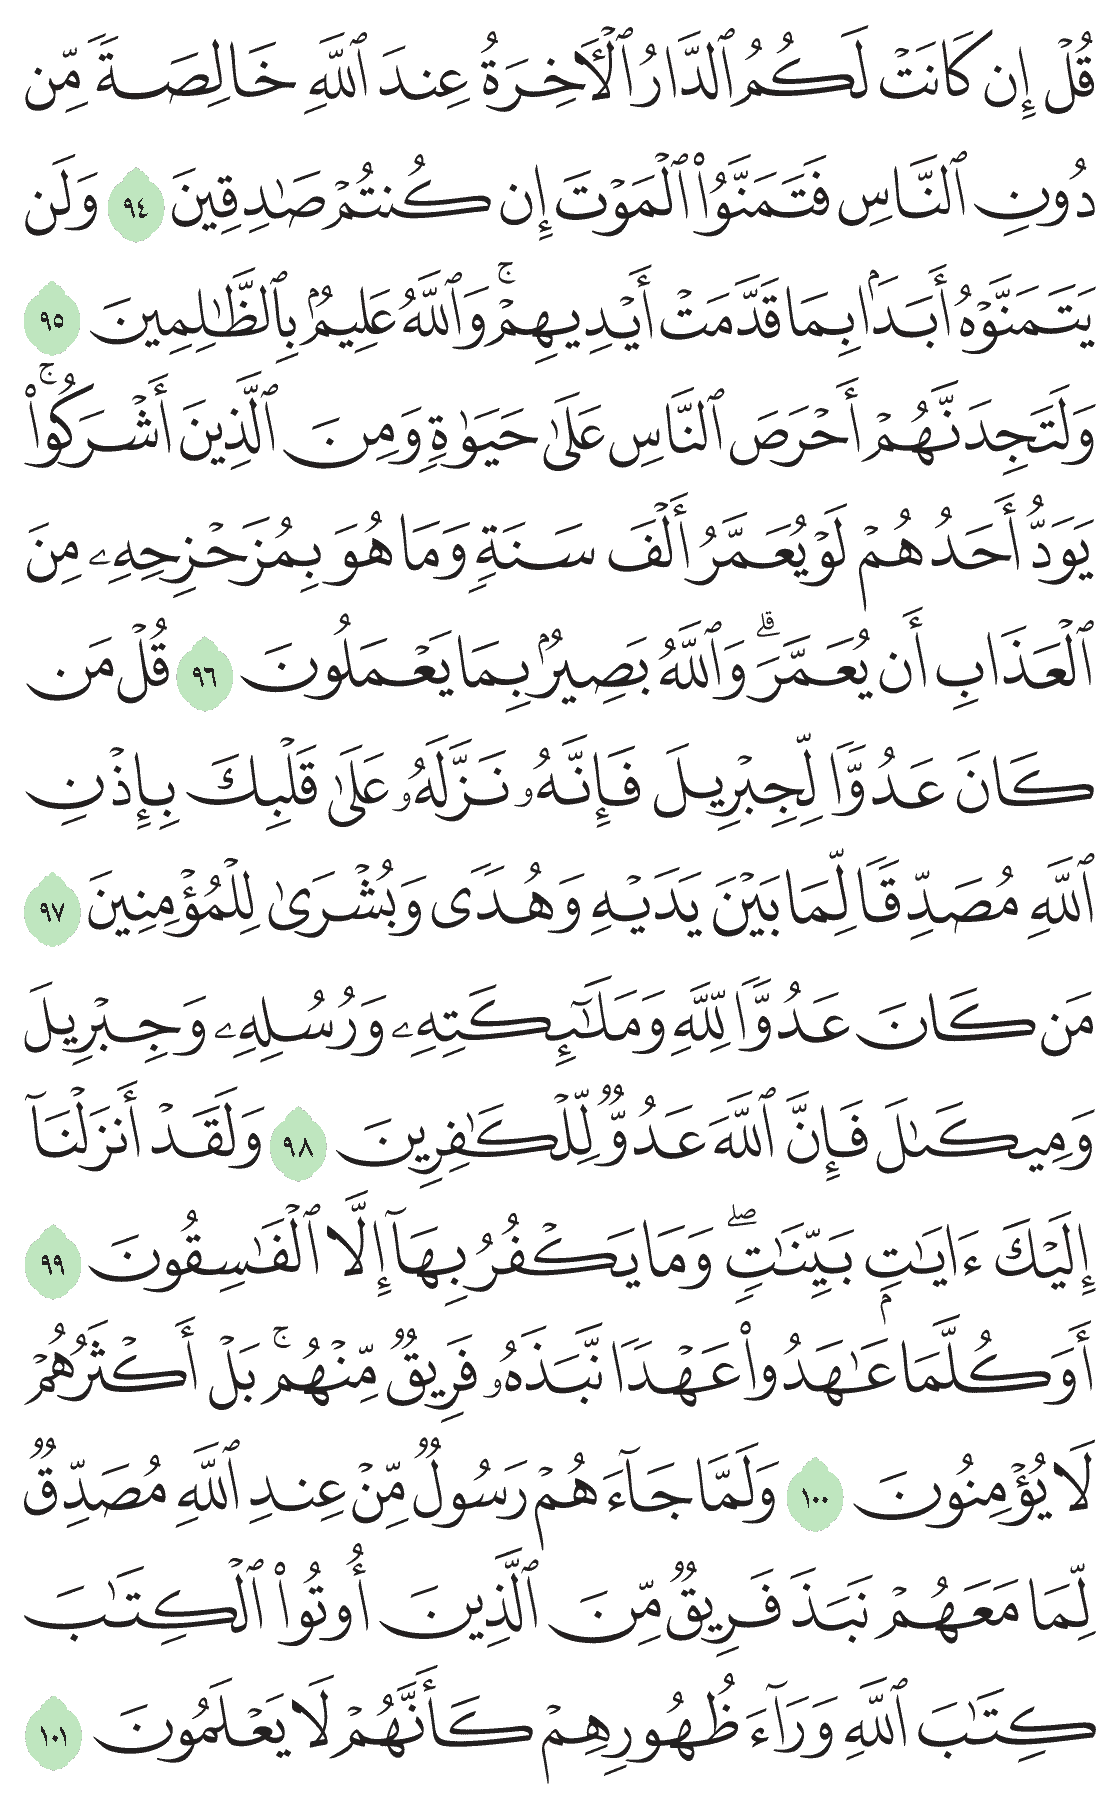 قُلۡ إِن كَانَتۡ لَكُمُ ٱلدَّارُ ٱلۡأٓخِرَةُ عِندَ ٱللَّهِ خَالِصَةٗ مِّن
دُونِ ٱلنَّاسِ فَتَمَنَّوُاْ ٱلۡمَوۡتَ إِن كُنتُمۡ صَٰدِقِينَ ٩٤ وَلَن
يَتَمَنَّوۡهُ أَبَدَۢا بِمَا قَدَّمَتۡ أَيۡدِيهِمۡۚ وَٱللَّهُ عَلِيمُۢ بِٱلظَّٰلِمِينَ ٩٥
وَلَتَجِدَنَّهُمۡ أَحۡرَصَ ٱلنَّاسِ عَلَىٰ حَيَوٰةٖ وَمِنَ ٱلَّذِينَ أَشۡرَكُواْۚ
يَوَدُّ أَحَدُهُمۡ لَوۡ يُعَمَّرُ أَلۡفَ سَنَةٖ وَمَا هُوَ بِمُزَحۡزِحِهِۦ مِنَ
ٱلۡعَذَابِ أَن يُعَمَّرَۗ وَٱللَّهُ بَصِيرُۢ بِمَا يَعۡمَلُونَ ٩٦ قُلۡ مَن
كَانَ عَدُوّٗا لِّجِبۡرِيلَ فَإِنَّهُۥ نَزَّلَهُۥ عَلَىٰ قَلۡبِكَ بِإِذۡنِ
ٱللَّهِ مُصَدِّقٗا لِّمَا بَيۡنَ يَدَيۡهِ وَهُدٗى وَبُشۡرَىٰ لِلۡمُؤۡمِنِينَ ٩٧
مَن كَانَ عَدُوّٗا لِّلَّهِ وَمَلَٰٓئِكَتِهِۦ وَرُسُلِهِۦ وَجِبۡرِيلَ
وَمِيكَىٰلَ فَإِنَّ ٱللَّهَ عَدُوّٞ لِّلۡكَٰفِرِينَ ٩٨ وَلَقَدۡ أَنزَلۡنَآ
إِلَيۡكَ ءَايَٰتِۭ بَيِّنَٰتٖۖ وَمَا يَكۡفُرُ بِهَآ إِلَّا ٱلۡفَٰسِقُونَ ٩٩
أَوَكُلَّمَا عَٰهَدُواْ عَهۡدٗا نَّبَذَهُۥ فَرِيقٞ مِّنۡهُمۚ بَلۡ أَكۡثَرُهُمۡ
لَا يُؤۡمِنُونَ ١٠٠ وَلَمَّا جَآءَهُمۡ رَسُولٞ مِّنۡ عِندِ ٱللَّهِ مُصَدِّقٞ
لِّمَا مَعَهُمۡ نَبَذَ فَرِيقٞ مِّنَ ٱلَّذِينَ أُوتُواْ ٱلۡكِتَٰبَ
كِتَٰبَ ٱللَّهِ وَرَآءَ ظُهُورِهِمۡ كَأَنَّهُمۡ لَا يَعۡلَمُونَ ١٠١